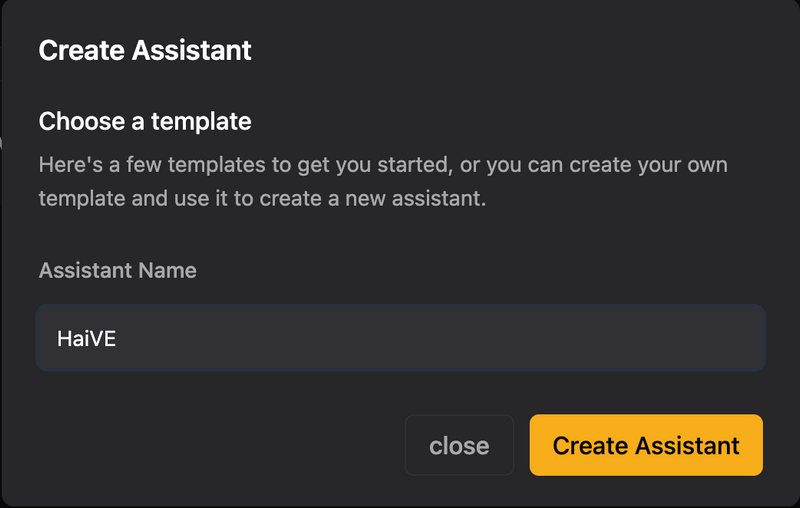 Create Assistant
Choose a template
Here's a few templates to get you started, or you can create your own
template and use it to create a new assistant.
Assistant Name
HaiVE
close
Create Assistant